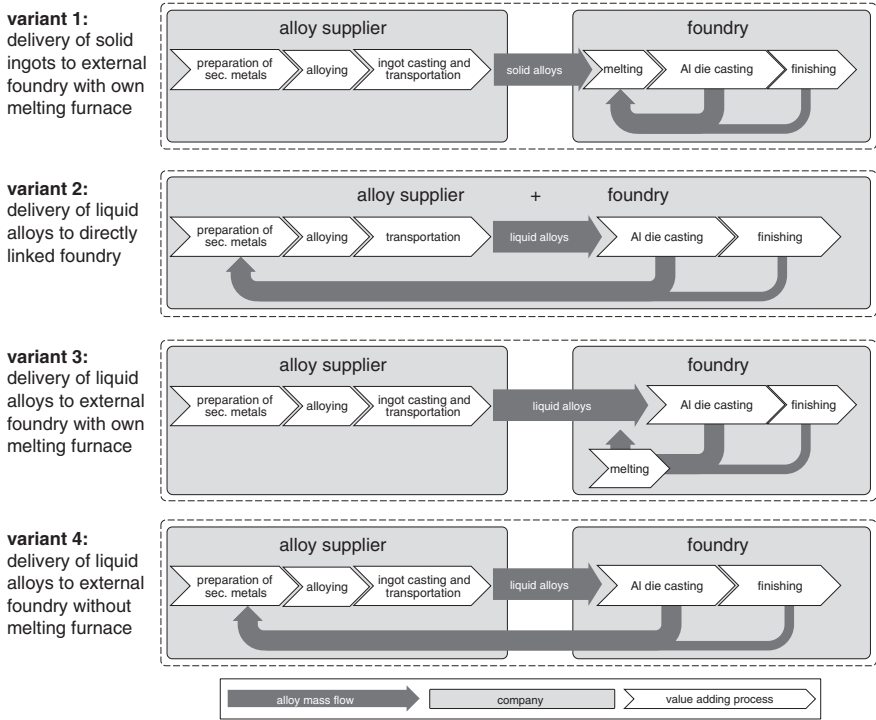 variant 1:
delivery of solid
ingots to external
foundry with own
melting furnace
alloy supplier
foundry
preparation of
sec. metals
alloying
ingot casting and
transportation
solid alloys
melting
Al die casting
finishing
variant 2:
delivery of liquid
alloys to directly
linked foundry
alloy supplier + foundry
preparation of
sec. metals
alloying
transportation
liquid alloys
Al die casting
finishing
variant 3:
delivery of liquid
alloys to external
foundry with own
melting furnace
alloy supplier
foundry
preparation of
sec. metals
alloying
ingot casting and
transportation
liquid alloys
Al die casting
finishing
melting
variant 4:
delivery of liquid
alloys to external
foundry without
melting furnace
alloy supplier
foundry
preparation of
sec. metals
alloying
ingot casting and
transportation
liquid alloys
Al die casting
finishing
alloy mass flow
company
value adding process